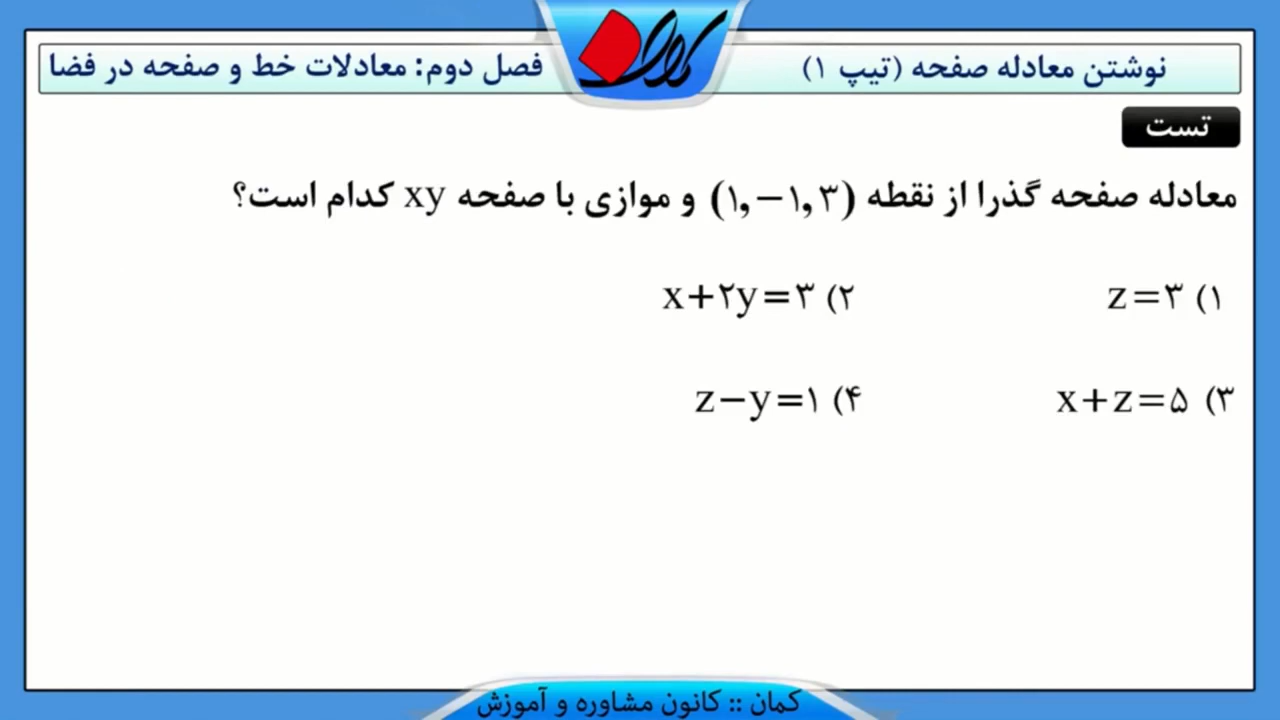 نوشتن معادله صفحه (تیپ ۱)
کمان
فصل دوم: معادلات خط و صفحه در فضا
تست
معادله صفحه گذرا از نقطه (۱,−۱,۳) و موازی با صفحه xy کدام است؟
۱) z=۳ ۲) x+۲y=۳
۳) x+z=۵ ۴) z−y=۱
کمان :: کانون مشاوره و آموزش